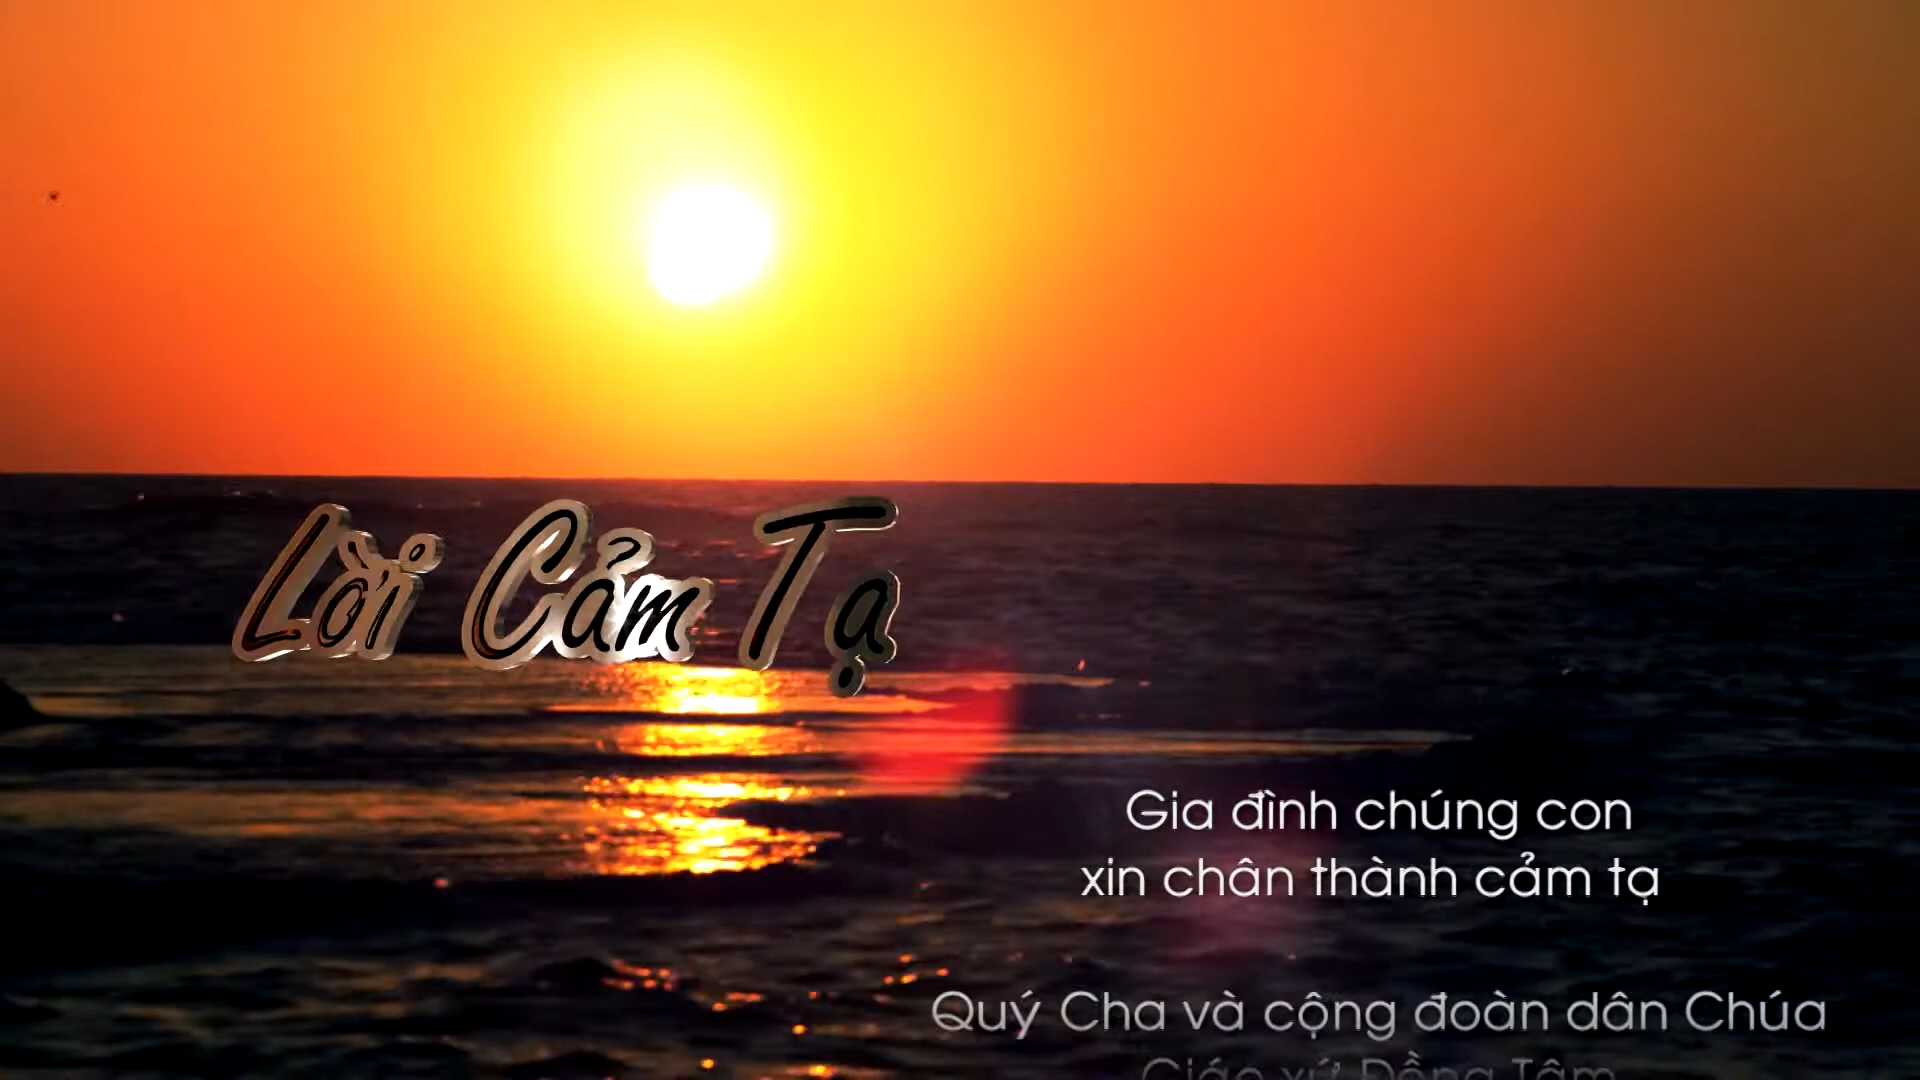 Lời Cảm Tạ
Gia đình chúng con
xin chân thành cảm tạ
Quý Cha và cộng đoàn dân Chúa
Giáo xứ Đồng Tâm